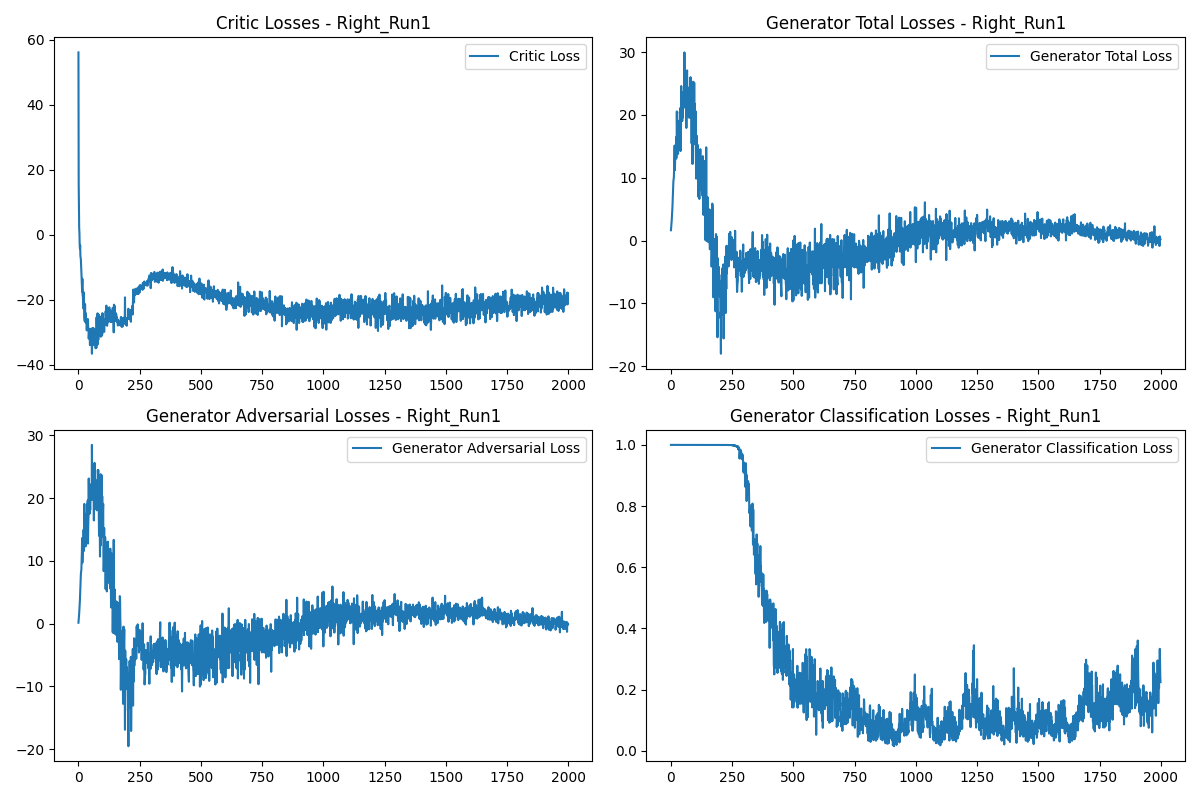 Critic Losses - Right_Run1
Critic Loss
60
40
20
0
−20
−40
0 250 500 750 1000 1250 1500 1750 2000
Generator Total Losses - Right_Run1
Generator Total Loss
30
20
10
0
−10
−20
0 250 500 750 1000 1250 1500 1750 2000
Generator Adversarial Losses - Right_Run1
Generator Adversarial Loss
30
20
10
0
−10
−20
0 250 500 750 1000 1250 1500 1750 2000
Generator Classification Losses - Right_Run1
Generator Classification Loss
1.0
0.8
0.6
0.4
0.2
0.0
0 250 500 750 1000 1250 1500 1750 2000